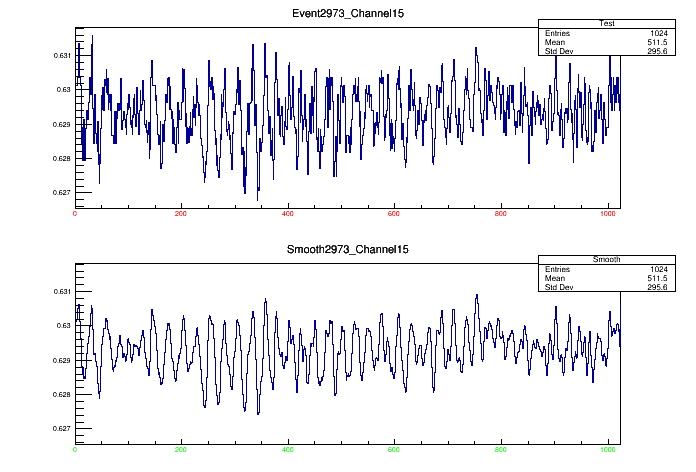 Event2973_Channel15
Test
Entries 1024
Mean 511.5
Std Dev 295.6
0.631
0.63
0.629
0.628
0.627
0 200 400 600 800 1000
Smooth2973_Channel15
Smooth
Entries 1024
Mean 511.5
Std Dev 295.6
0.631
0.63
0.629
0.628
0.627
0 200 400 600 800 1000